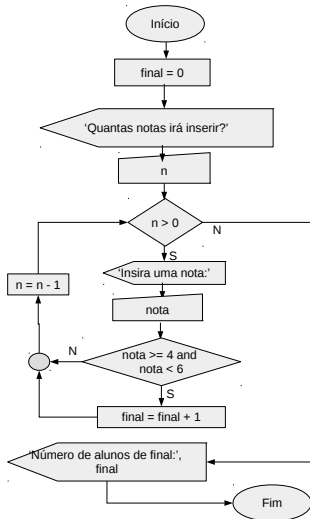 Início
final = 0
‘Quantas notas irá inserir?’
n
n > 0
N
S
‘Insira uma nota:’
n = n - 1
nota
N
nota >= 4 and
nota < 6
S
final = final + 1
‘Número de alunos de final:’,
final
Fim